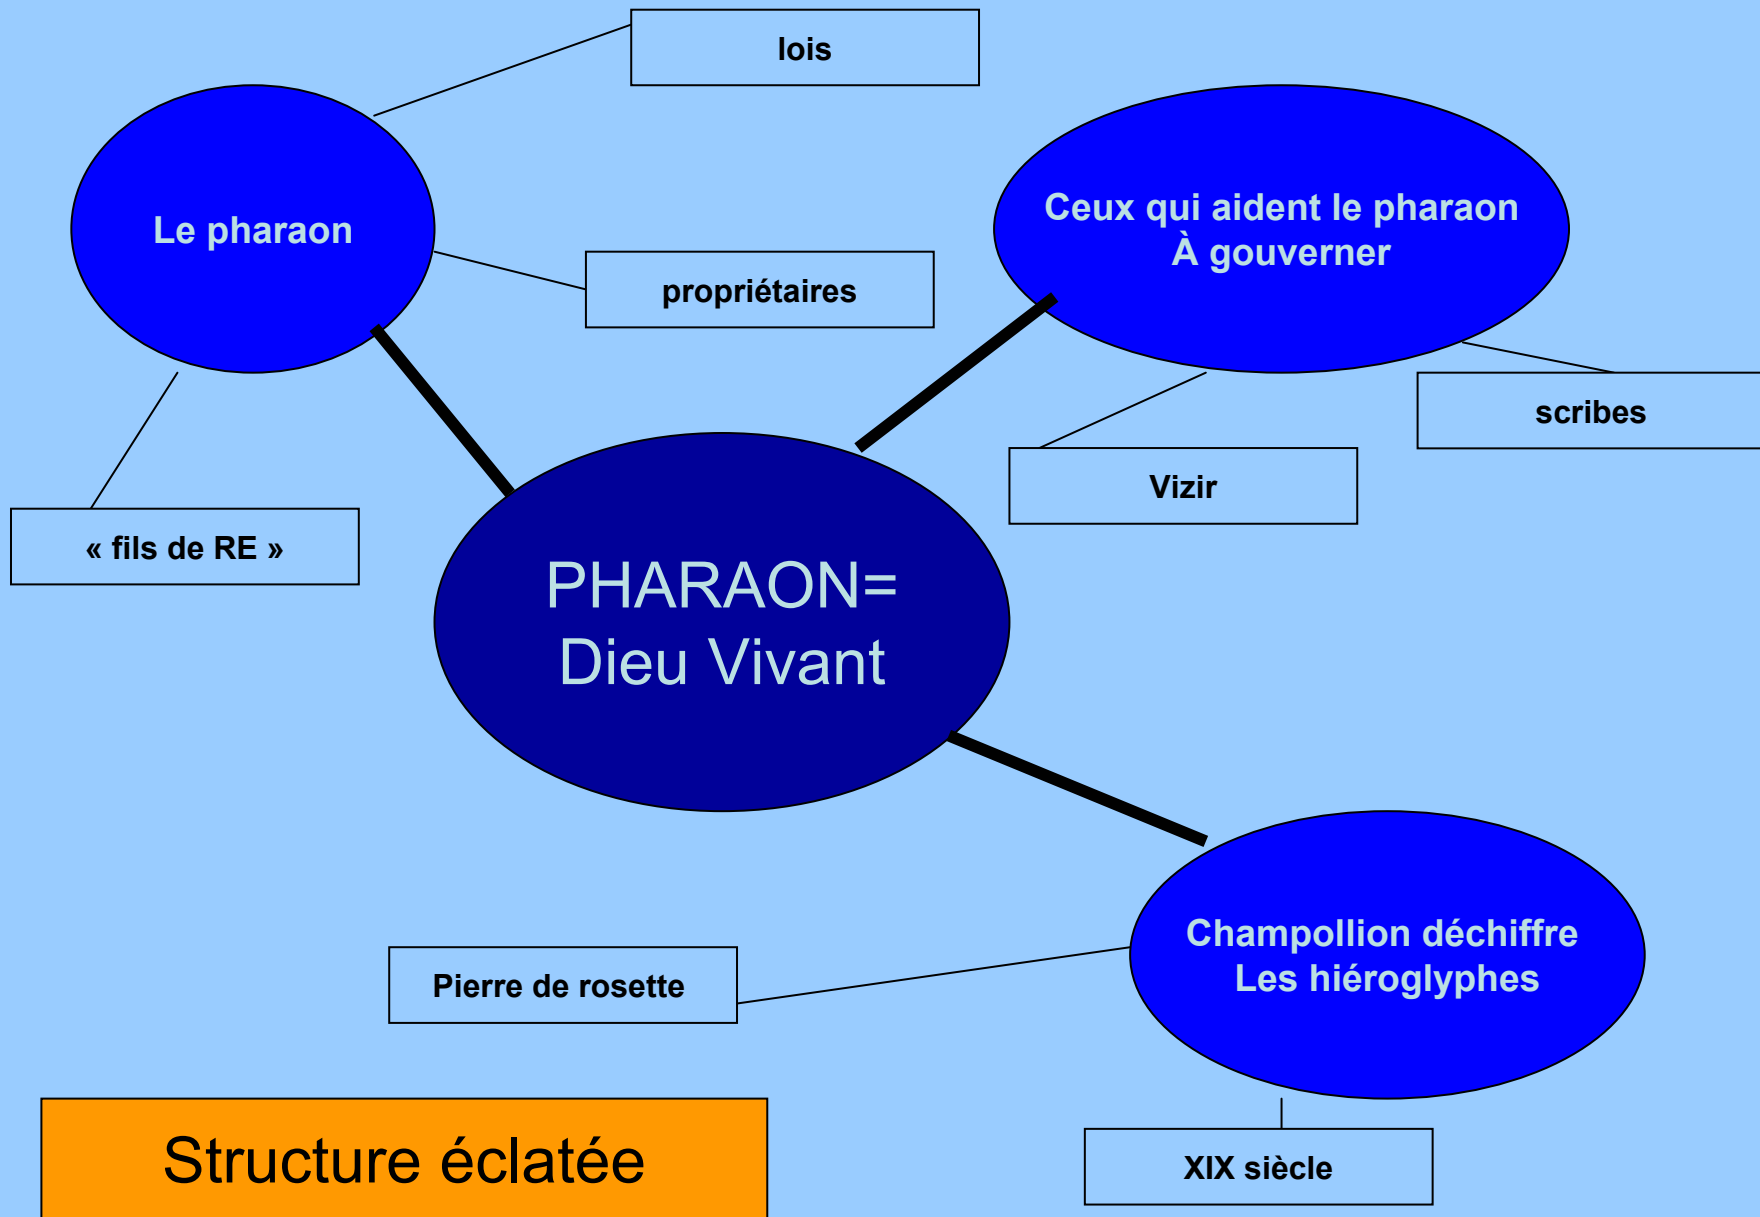 lois
Le pharaon
Ceux qui aident le pharaon
À gouverner
propriétaires
scribes
Vizir
« fils de RE »
PHARAON=
Dieu Vivant
Champollion déchiffre
Les hiéroglyphes
Pierre de rosette
Structure éclatée
XIX siècle